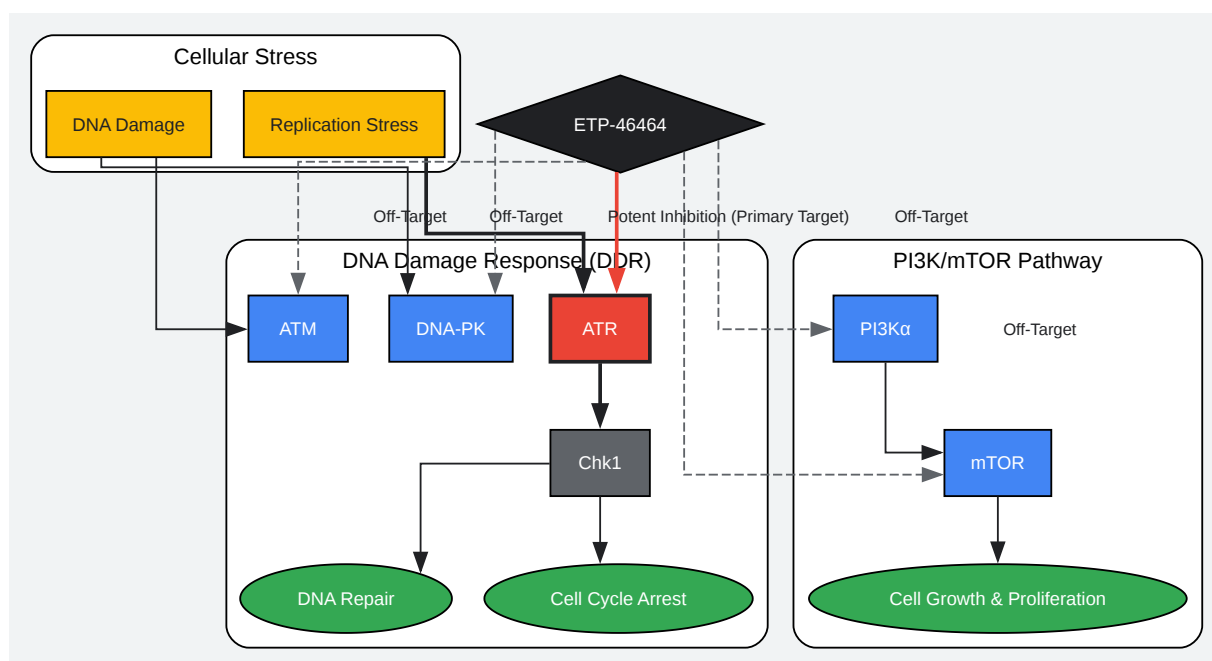 Cellular Stress
DNA Damage
Replication Stress
ETP-46464
Off-Target
Off-Target
Potent Inhibition (Primary Target)
Off-Target
DNA Damage Response (DDR)
PI3K/mTOR Pathway
ATM
DNA-PK
ATR
PI3Kα
Off-Target
Chk1
mTOR
DNA Repair
Cell Cycle Arrest
Cell Growth & Proliferation